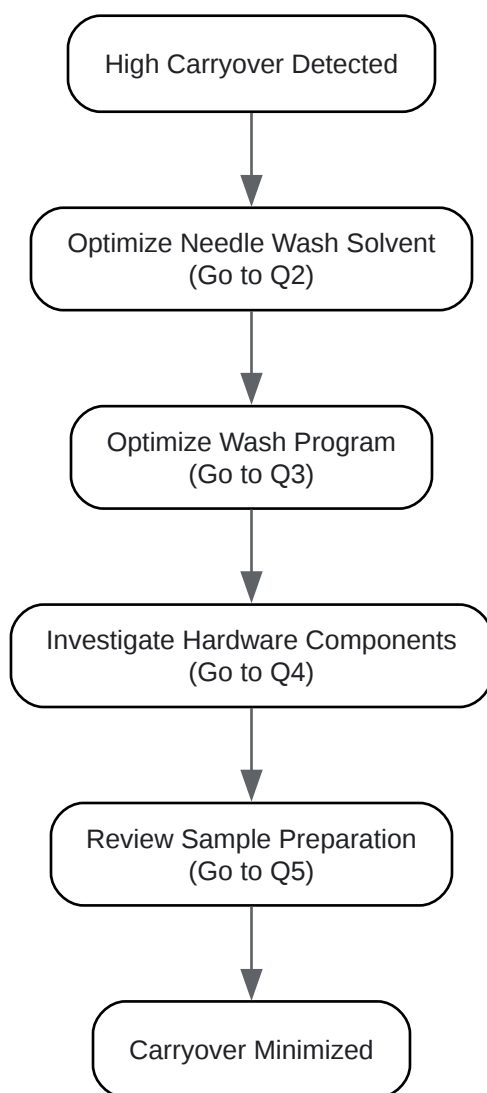 High Carryover Detected
Optimize Needle Wash Solvent
(Go to Q2)
Optimize Wash Program
(Go to Q3)
Investigate Hardware Components
(Go to Q4)
Review Sample Preparation
(Go to Q5)
Carryover Minimized